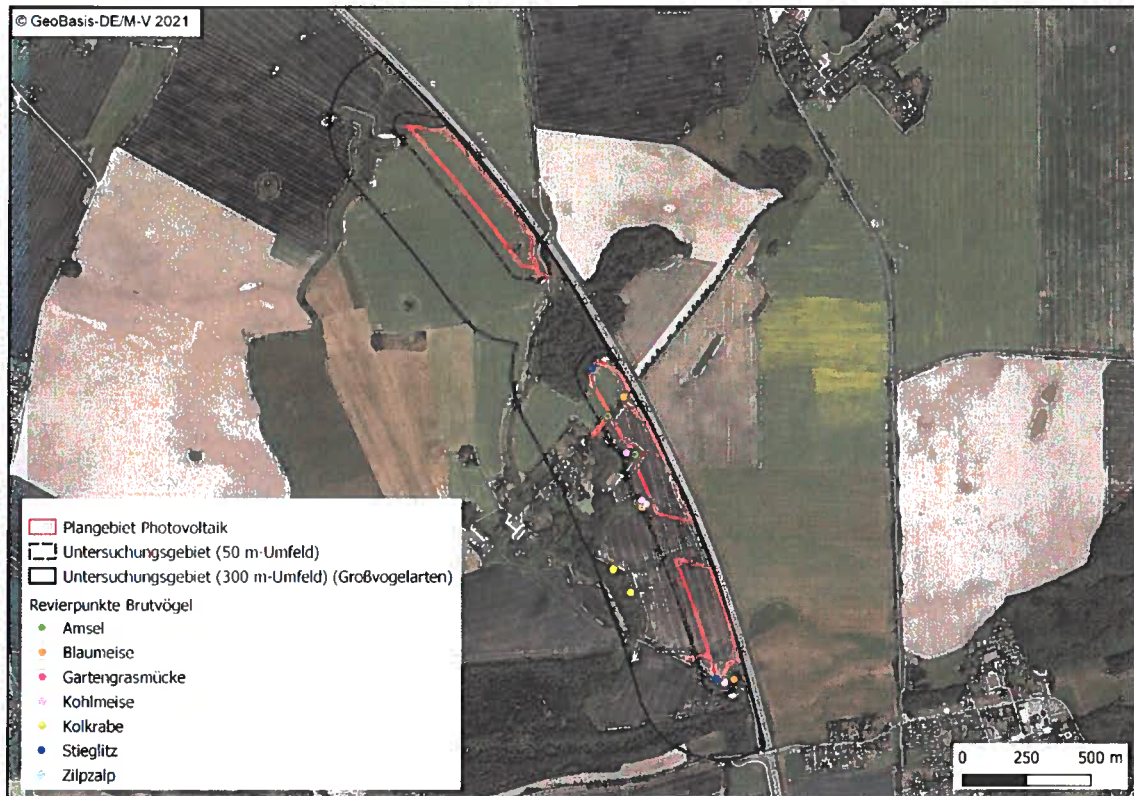 © GeoBasis-DE/M-V 2021
Plangebiet Photovoltaik
Untersuchungsgebiet (50 m-Umfeld)
Untersuchungsgebiet (300 m-Umfeld) (Großvogelarten)
Revierpunkte Brutvögel
Amsel
Blaumeise
Gartengrasmücke
Kohlmeise
Kolkrabe
Stieglitz
Zilpzalp
0 250 500 m